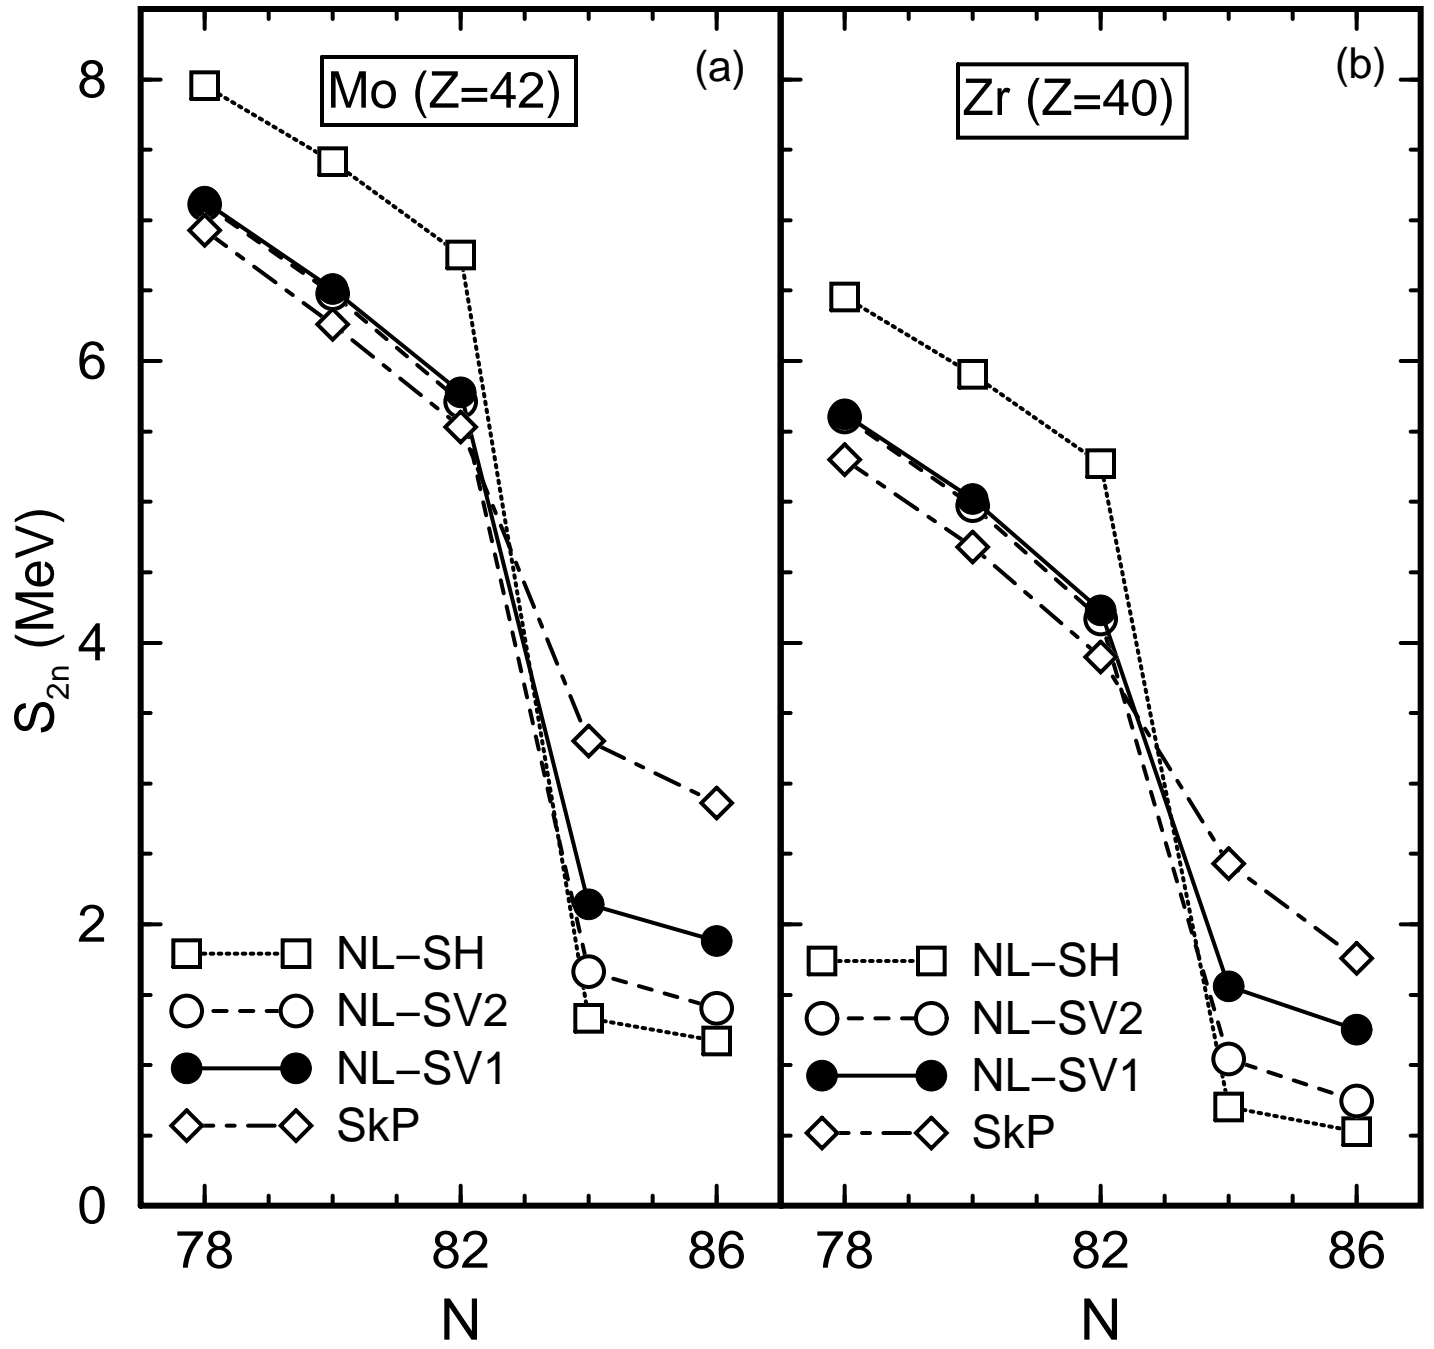 (a)
Mo (Z=42)
(b)
Zr (Z=40)
8
6
4
2
0
S2n (MeV)
NL–SH
NL–SV2
NL–SV1
SkP
NL–SH
NL–SV2
NL–SV1
SkP
78 82 86
78 82 86
N
N